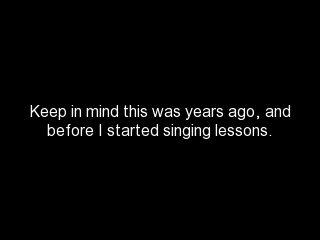 Keep in mind this was years ago, and
before I started singing lessons.